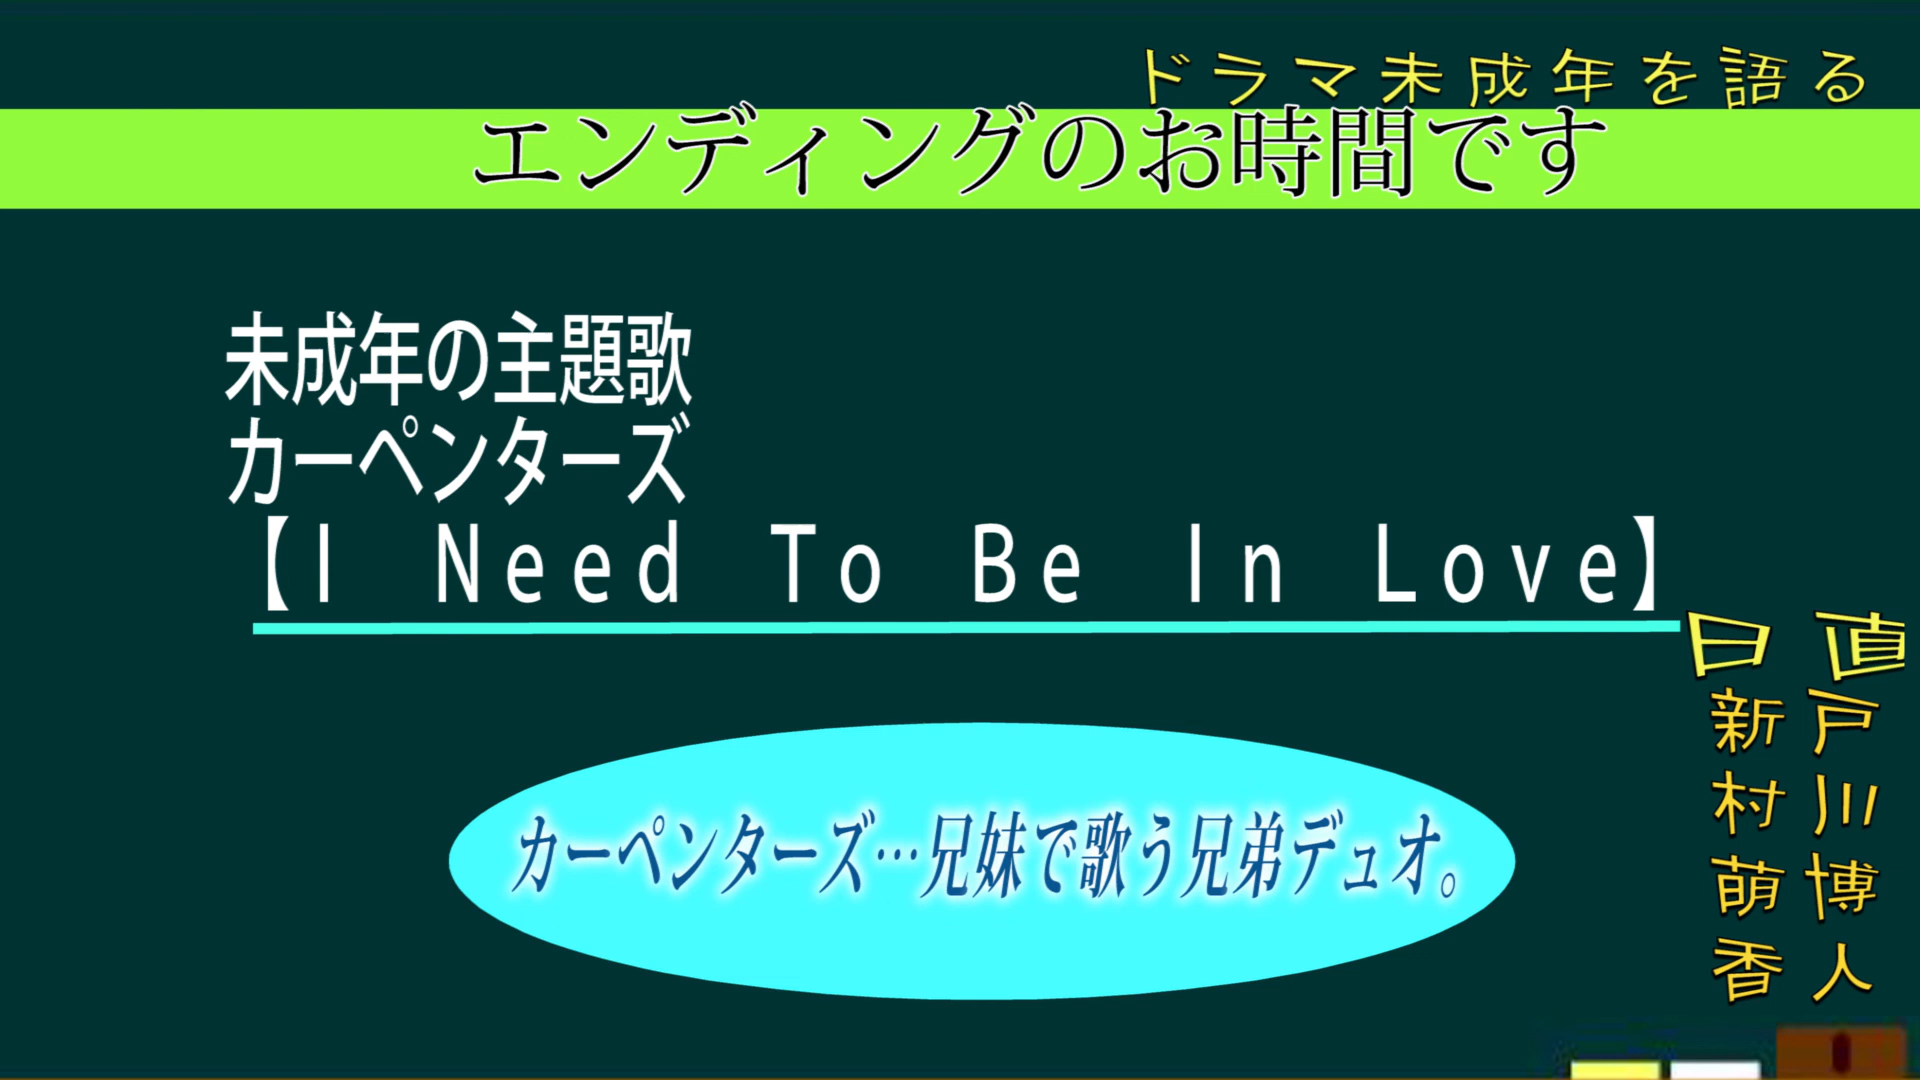 ドラマ未成年を語る
エンディングのお時間です
未成年の主題歌
カーペンターズ
【I Need To Be In Love】
カーペンターズ…兄妹で歌う兄弟デュオ。
日直
戸川博人
新村萌香